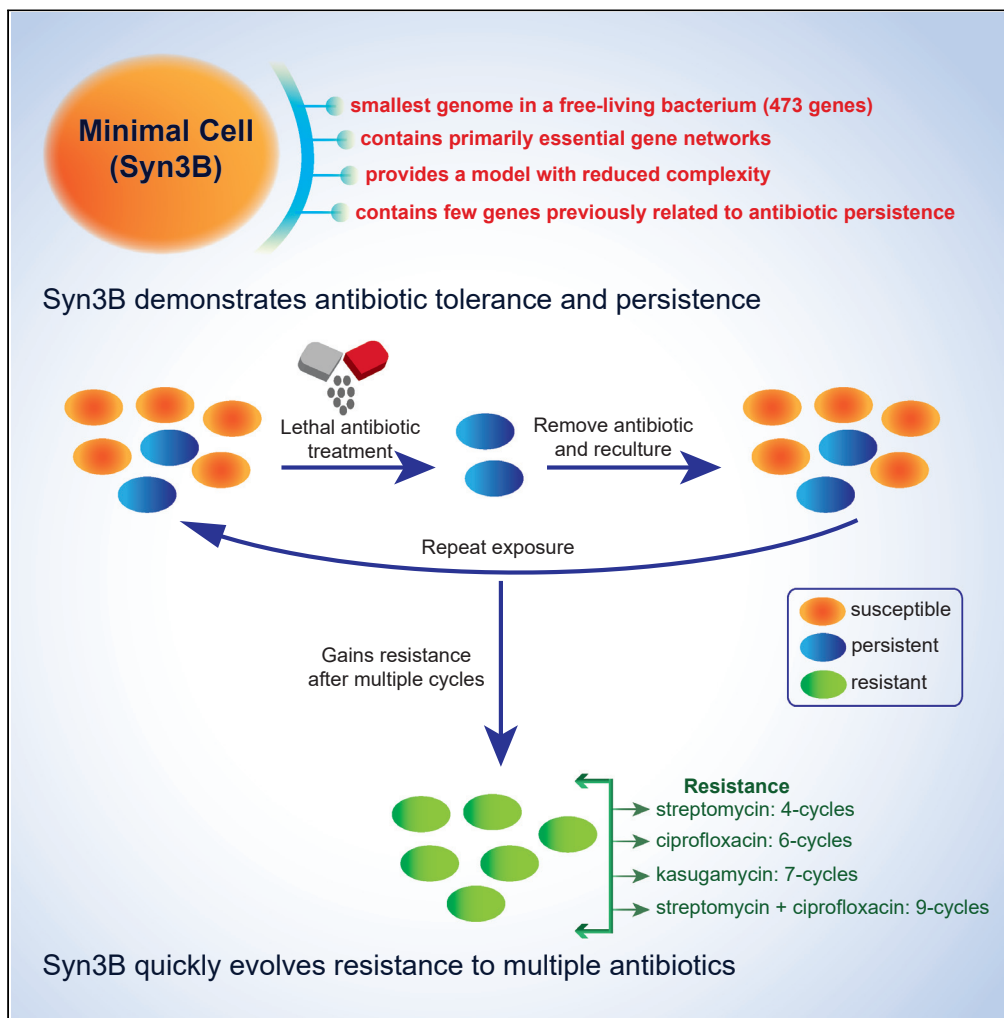 Minimal Cell
(Syn3B)
smallest genome in a free-living bacterium (473 genes)
contains primarily essential gene networks
provides a model with reduced complexity
contains few genes previously related to antibiotic persistence
Syn3B demonstrates antibiotic tolerance and persistence
Lethal antibiotic
treatment
Remove antibiotic
and reculture
Repeat exposure
susceptible
persistent
resistant
Gains resistance
after multiple cycles
Resistance
streptomycin: 4-cycles
ciprofloxacin: 6-cycles
kasugamycin: 7-cycles
streptomycin + ciprofloxacin: 9-cycles
Syn3B quickly evolves resistance to multiple antibiotics